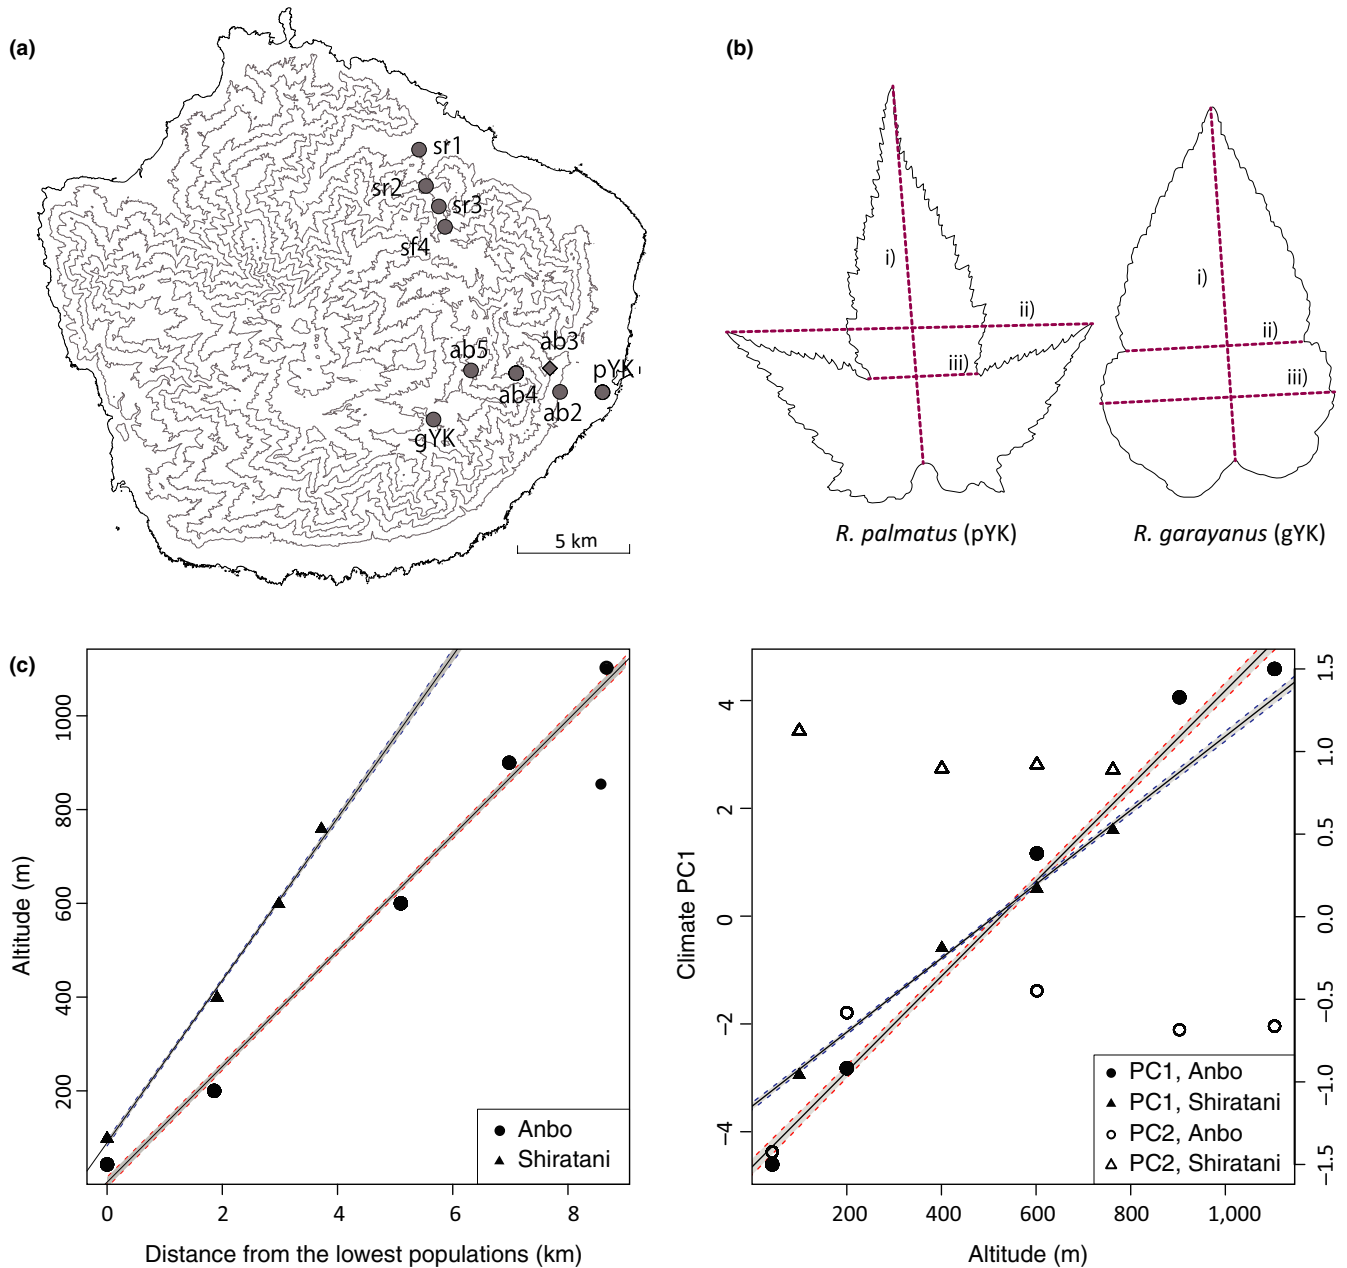 (a)
sr1
sr2
sr3
sf4
ab3
ab5
pYK
ab4
ab2
gYK
5 km
(b)
i)
ii)
iii)
i)
ii)
iii)
R. palmatus (pYK)
R. garayanus (gYK)
(c)
Altitude (m)
200
400
600
800
1000
0
2
4
6
8
Distance from the lowest populations (km)
Anbo
Shiratani
Climate PC1
4
2
0
−2
−4
1.5
1.0
0.5
0.0
−0.5
−1.0
−1.5
200
400
600
800
1,000
Altitude (m)
PC1, Anbo
PC1, Shiratani
PC2, Anbo
PC2, Shiratani